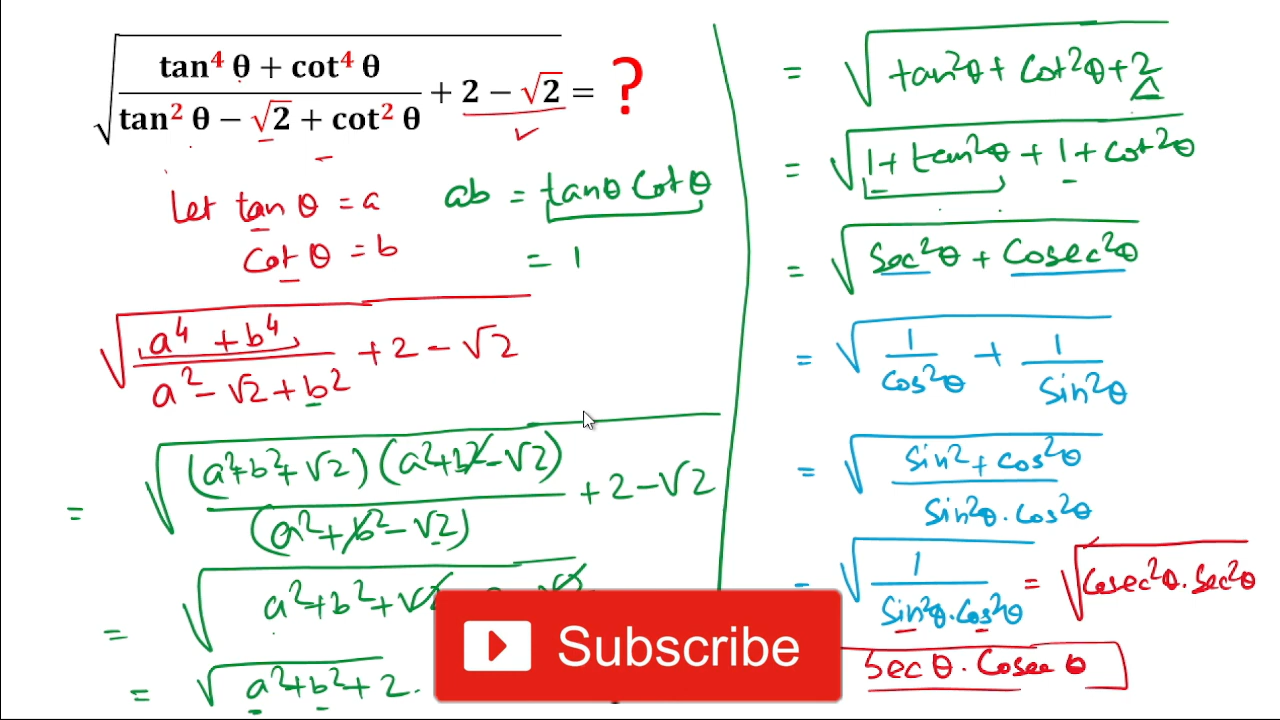 √((tan⁴ θ + cot⁴ θ)/(tan² θ − √2 + cot² θ) + 2 − √2) = ?
Let tan θ = a
Cot θ = b
ab = tanθ Cot θ
= 1
√((a⁴ + b⁴)/(a² − √2 + b²) + 2 − √2)
= √((a²+b²+√2)(a²+b²−√2)/(a²+b²−√2) + 2 − √2)
= √(a²+b²+√2
= √(a²+b²+2).
= √(tan²θ + Cot²θ + 2)
= √(1 + tan²θ + 1 + Cot²θ)
= √(Sec²θ + Cosec²θ)
= √(1/cos²θ + 1/Sin²θ)
= √((Sin² + Cos²θ)/(Sin²θ . Cos²θ))
= √(1/(Sin²θ . Cos²θ)) = √(Cosec²θ . Sec²θ)
Sec θ . Cosec θ
Subscribe